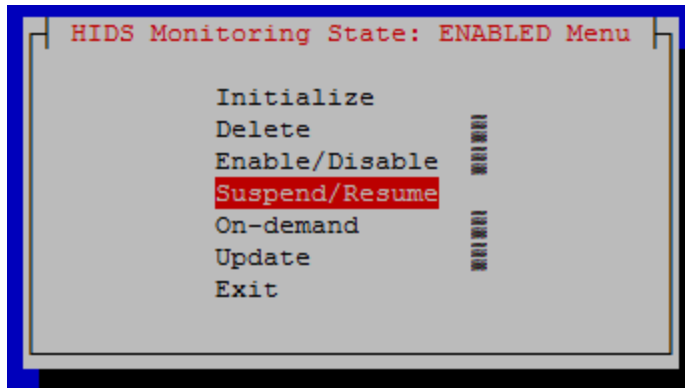 HIDS Monitoring State: ENABLED Menu
Initialize
Delete
Enable/Disable
Suspend/Resume
On-demand
Update
Exit